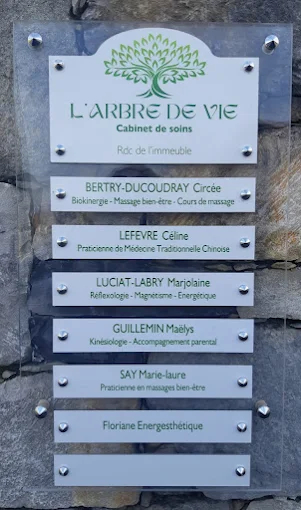 L'ARBRE DE VIE
Cabinet de soins
Rdc de l'immeuble
BERTRY-DUCOUDRAY Circée
Biokinergie - Massage bien-être - Cours de massage
LEFEVRE Céline
Praticienne de Médecine Traditionnelle Chinoise
LUCIAT-LABRY Marjolaine
Réflexologie - Magnétisme - Energétique
GUILLEMIN Maëlys
Kinésiologie - Accompagnement parental
SAY Marie-laure
Praticienne en massages bien-être
Floriane Energesthétique